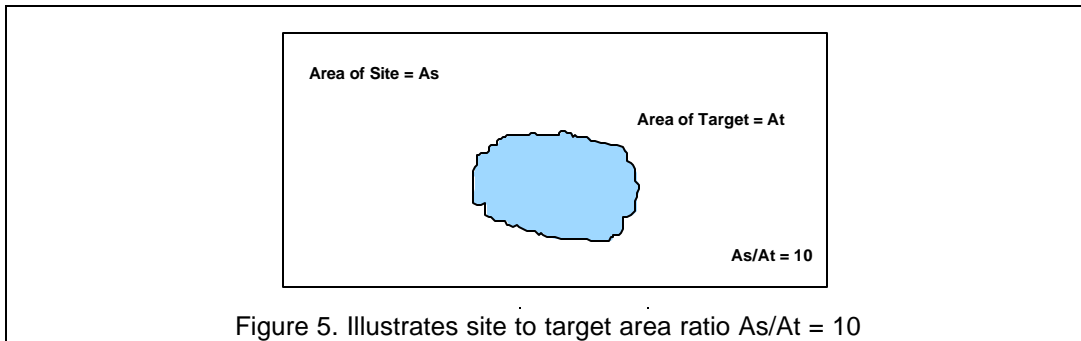 Area of Site = As
Area of Target = At
As/At = 10
Figure 5. Illustrates site to target area ratio As/At = 10